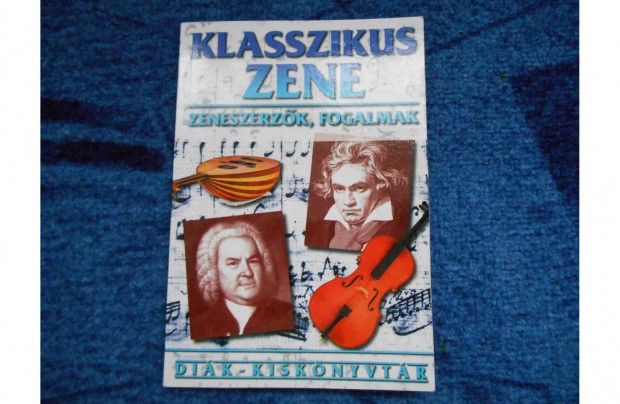 KLASSZIKUS
ZENE
ZENESZERZŐK, FOGALMAK
DIÁK-KISKÖNYVTÁR